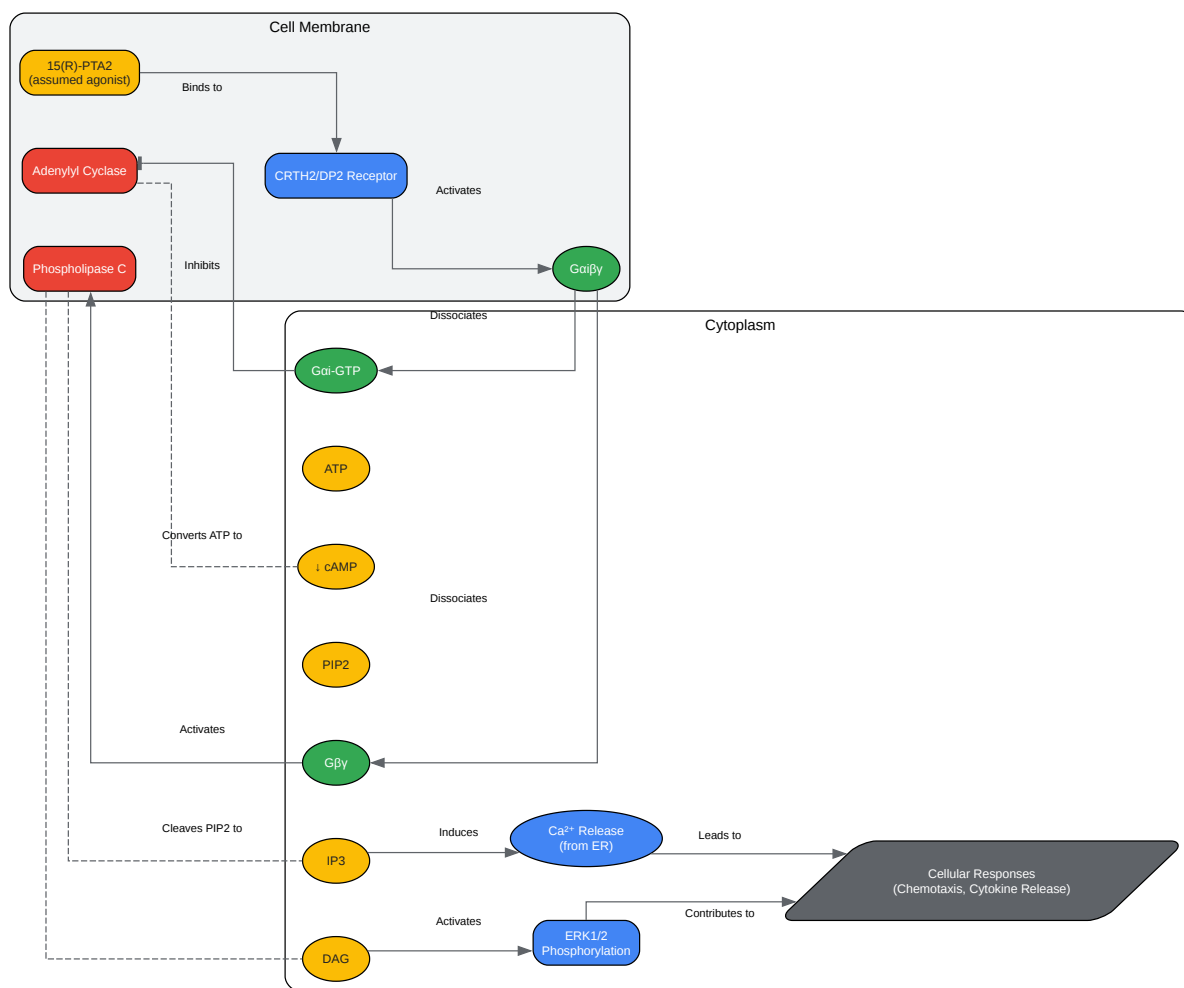 Cell Membrane
15(R)-PTA2
(assumed agonist)
Binds to
Adenylyl Cyclase
CRTH2/DP2 Receptor
Activates
Phospholipase C
Inhibits
Gαiβγ
Dissociates
Cytoplasm
Gαi-GTP
ATP
Converts ATP to
↓ cAMP
Dissociates
PIP2
Activates
Gβγ
Cleaves PIP2 to
IP3
Induces
Ca²⁺ Release
(from ER)
Leads to
Cellular Responses
(Chemotaxis, Cytokine Release)
Contributes to
Activates
ERK1/2
Phosphorylation
DAG